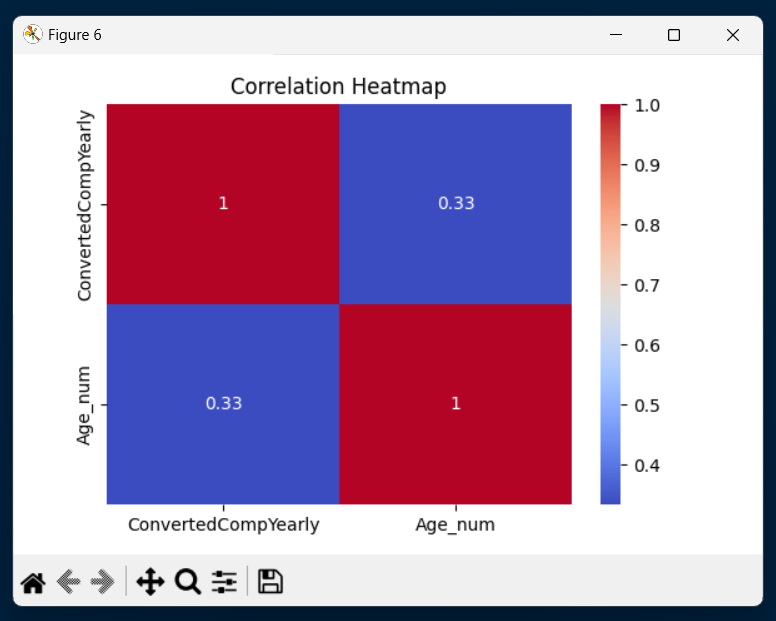 Figure 6
Correlation Heatmap
ConvertedCompYearly
Age_num
1
0.33
0.33
1
ConvertedCompYearly
Age_num
1.0
0.9
0.8
0.7
0.6
0.5
0.4